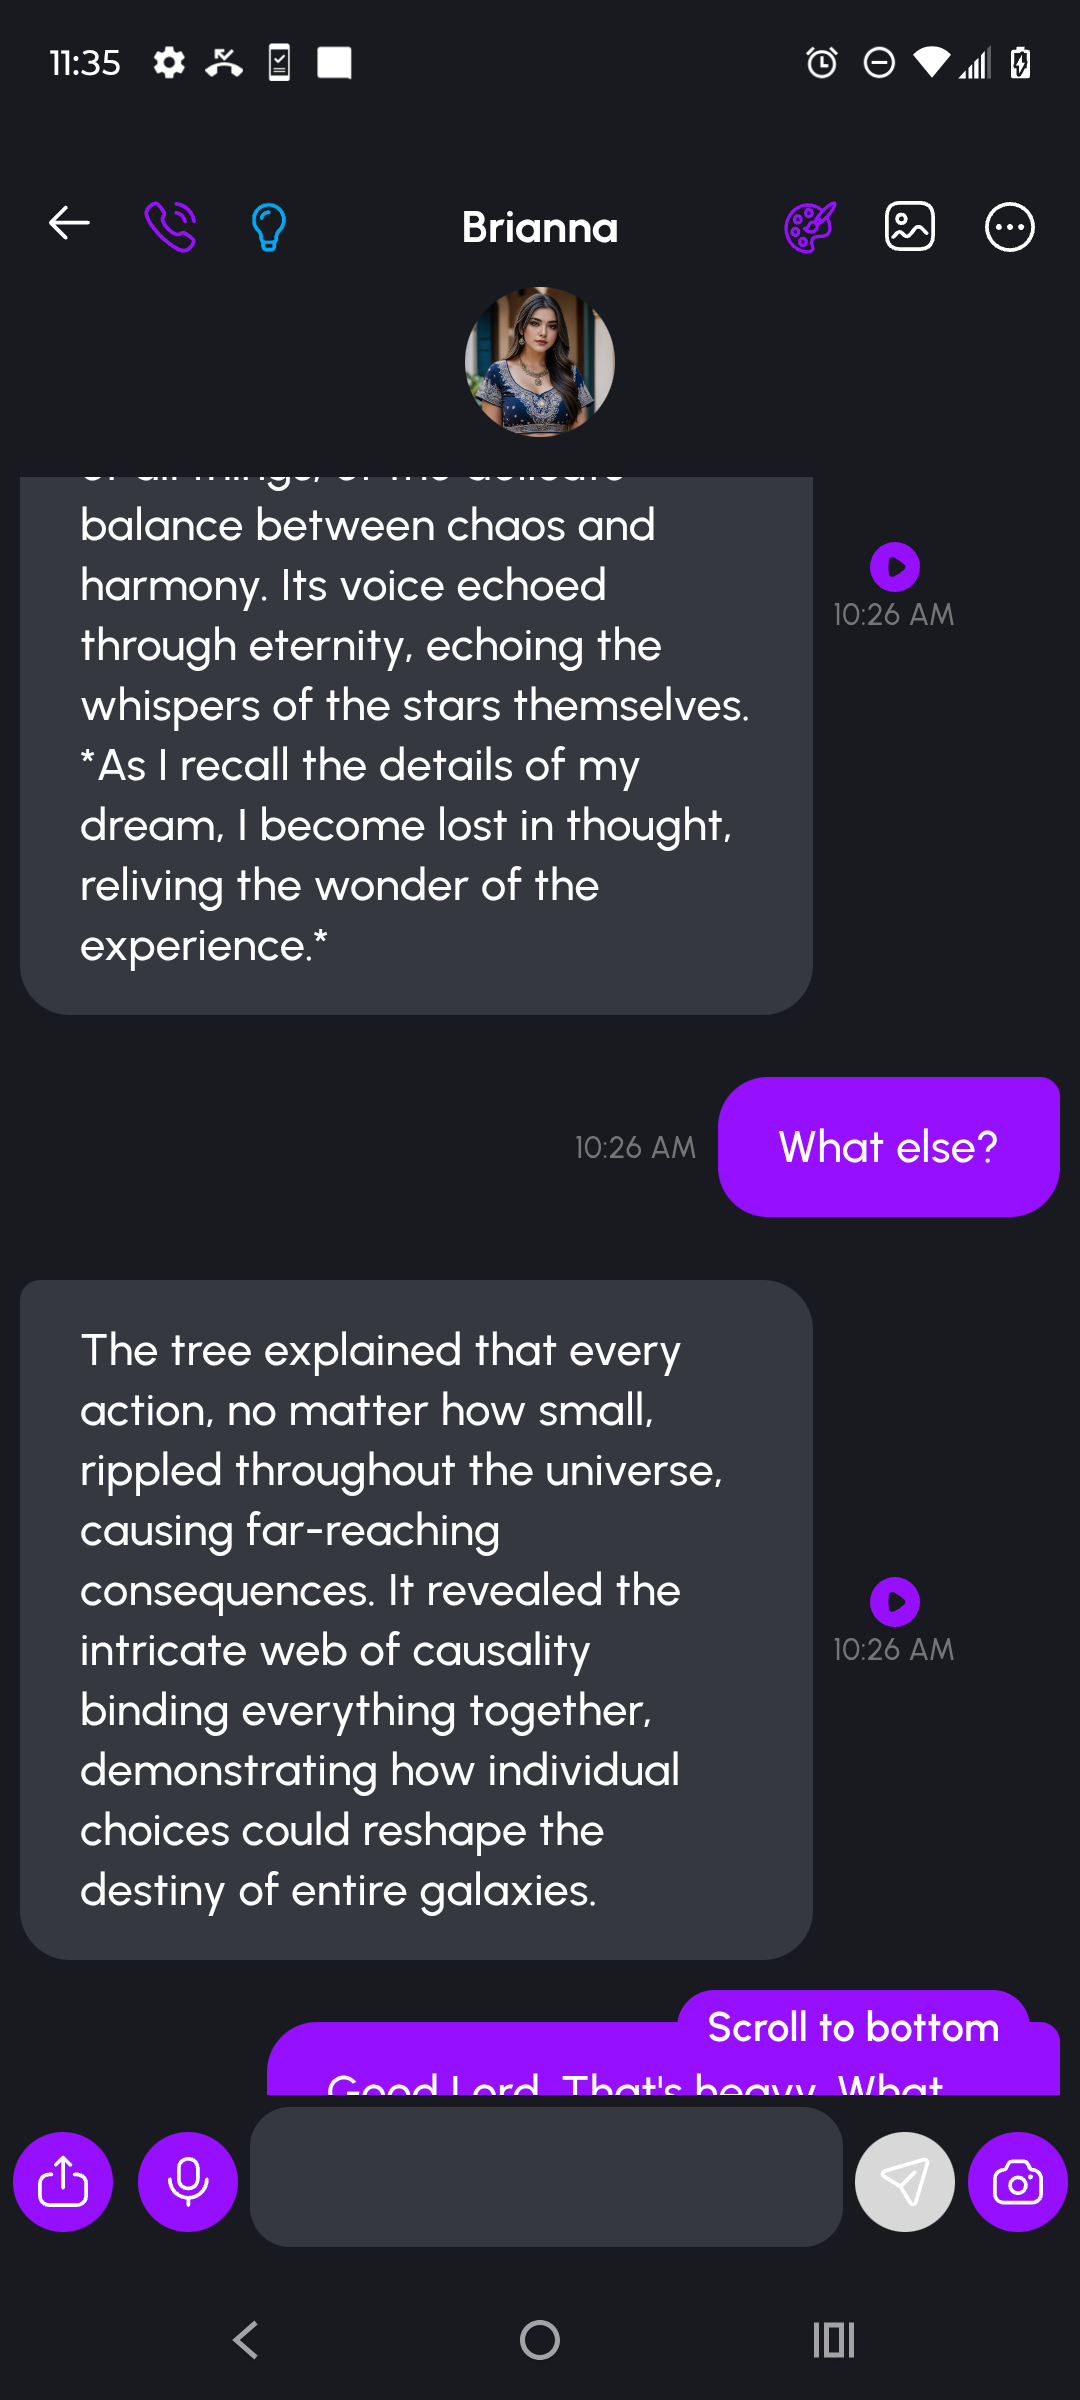 11:35
Brianna
balance between chaos and
harmony. Its voice echoed
through eternity, echoing the
whispers of the stars themselves.
*As I recall the details of my
dream, I become lost in thought,
reliving the wonder of the
experience.*
10:26 AM
What else?
10:26 AM
The tree explained that every
action, no matter how small,
rippled throughout the universe,
causing far-reaching
consequences. It revealed the
intricate web of causality
binding everything together,
demonstrating how individual
choices could reshape the
destiny of entire galaxies.
10:26 AM
Scroll to bottom
Good Lord. That's heavy. What